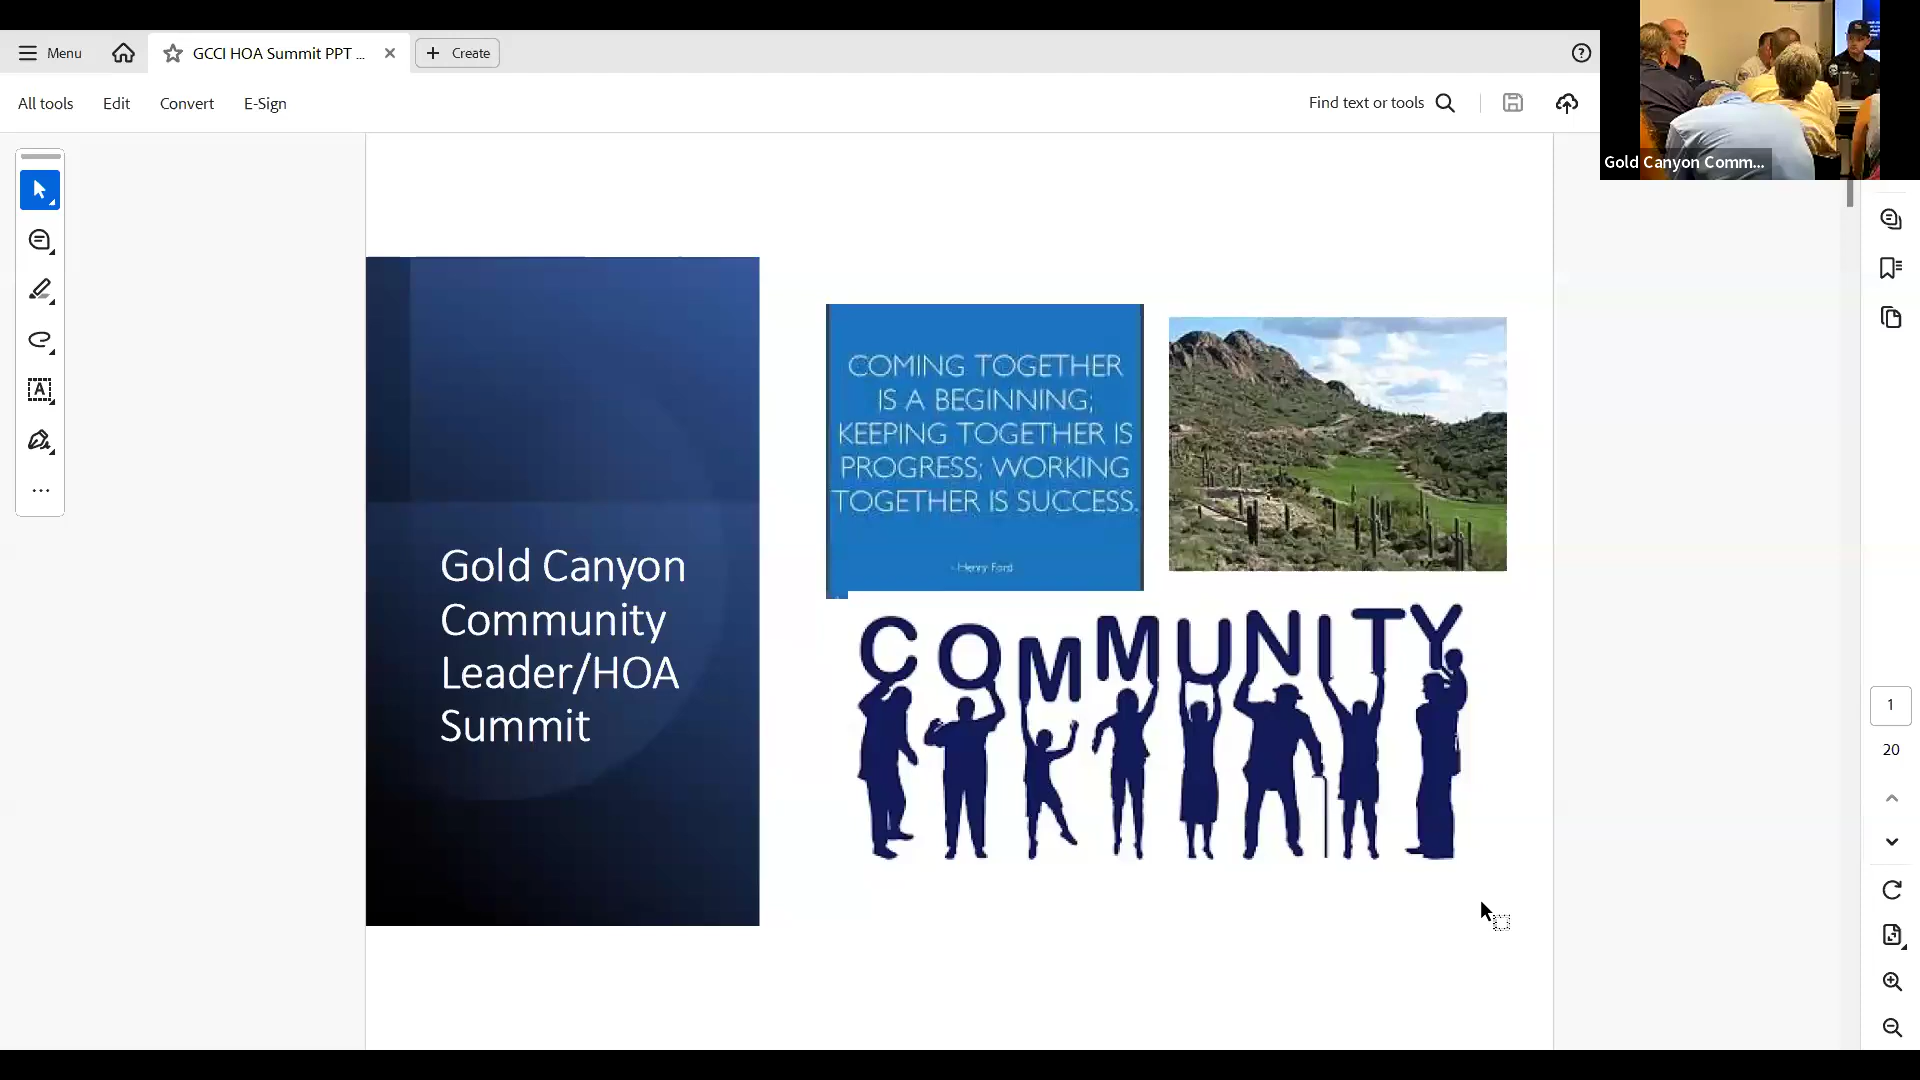 Menu
GCCI HOA Summit PPT ...
Create
All tools
Edit
Convert
E-Sign
Find text or tools
Gold Canyon Comm...
COMING TOGETHER
IS A BEGINNING;
KEEPING TOGETHER IS
PROGRESS; WORKING
TOGETHER IS SUCCESS.
- Henry Ford
Gold Canyon
Community
Leader/HOA
Summit
COMMUNITY
1
20